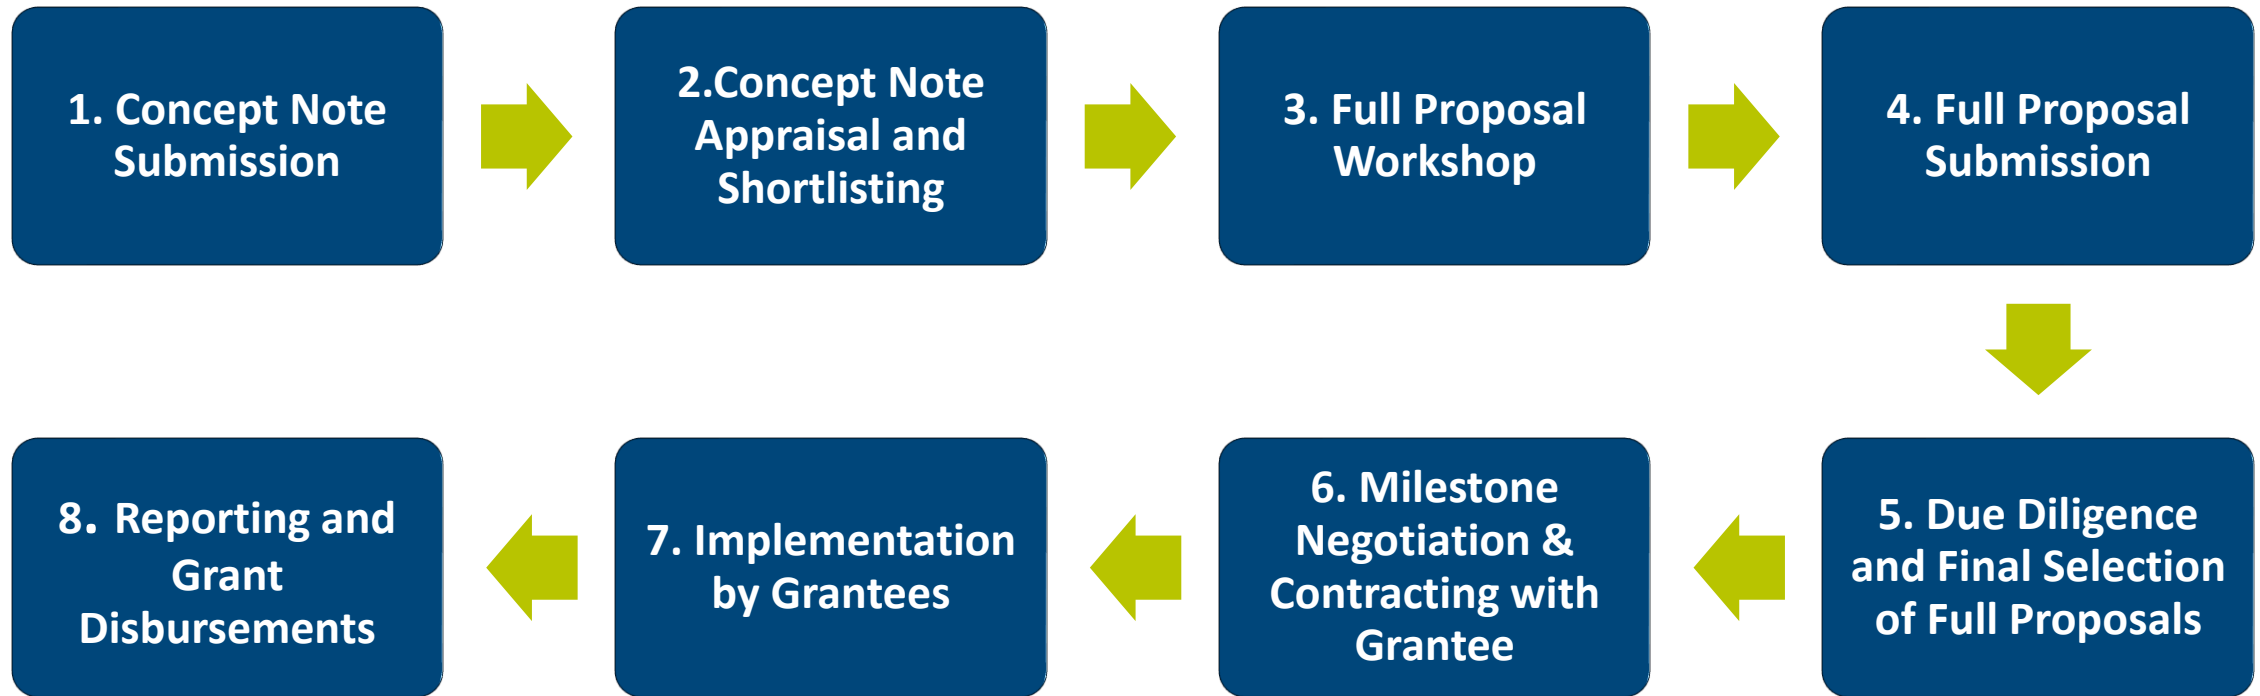 1. Concept Note
Submission
2.Concept Note
Appraisal and
Shortlisting
3. Full Proposal
Workshop
4. Full Proposal
Submission
5. Due Diligence
and Final Selection
of Full Proposals
6. Milestone
Negotiation &
Contracting with
Grantee
7. Implementation
by Grantees
8. Reporting and
Grant
Disbursements